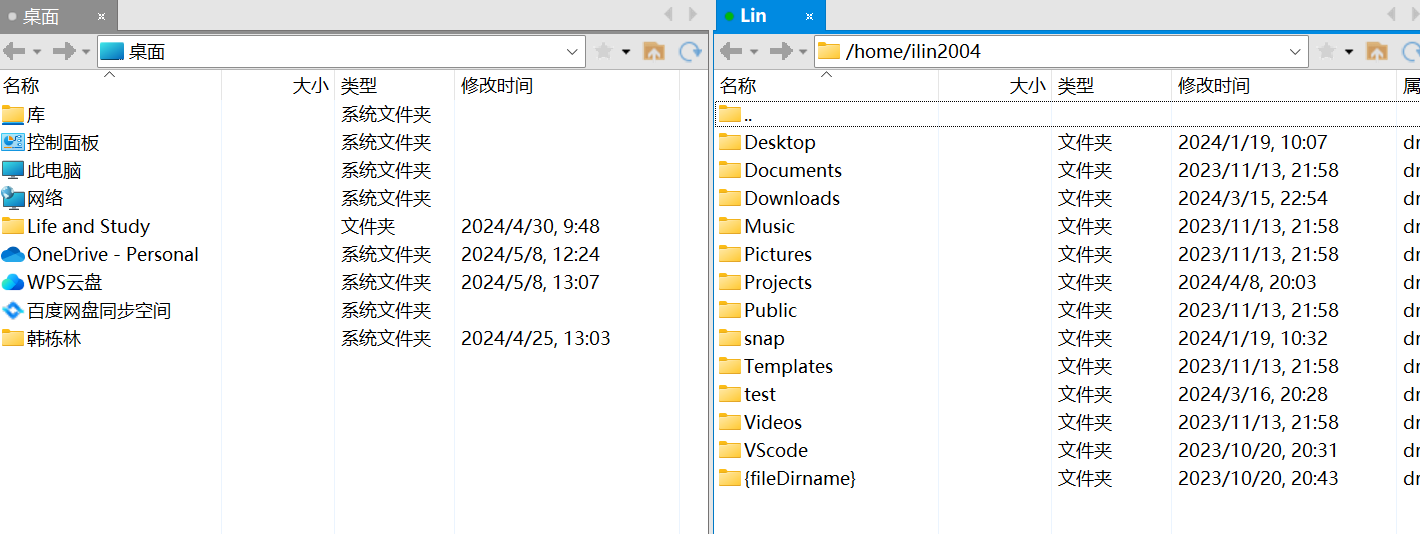 桌面
Lin
桌面
/home/ilin2004
名称 大小 类型 修改时间
库 系统文件夹
控制面板 系统文件夹
此电脑 系统文件夹
网络 系统文件夹
Life and Study 文件夹 2024/4/30, 9:48
OneDrive - Personal 系统文件夹 2024/5/8, 12:24
WPS云盘 系统文件夹 2024/5/8, 13:07
百度网盘同步空间 系统文件夹
韩栋林 系统文件夹 2024/4/25, 13:03
名称 大小 类型 修改时间 属
..
Desktop 文件夹 2024/1/19, 10:07 dr
Documents 文件夹 2023/11/13, 21:58 dr
Downloads 文件夹 2024/3/15, 22:54 dr
Music 文件夹 2023/11/13, 21:58 dr
Pictures 文件夹 2023/11/13, 21:58 dr
Projects 文件夹 2024/4/8, 20:03 dr
Public 文件夹 2023/11/13, 21:58 dr
snap 文件夹 2024/1/19, 10:32 dr
Templates 文件夹 2023/11/13, 21:58 dr
test 文件夹 2024/3/16, 20:28 dr
Videos 文件夹 2023/11/13, 21:58 dr
VScode 文件夹 2023/10/20, 20:31 dr
{fileDirname} 文件夹 2023/10/20, 20:43 dr